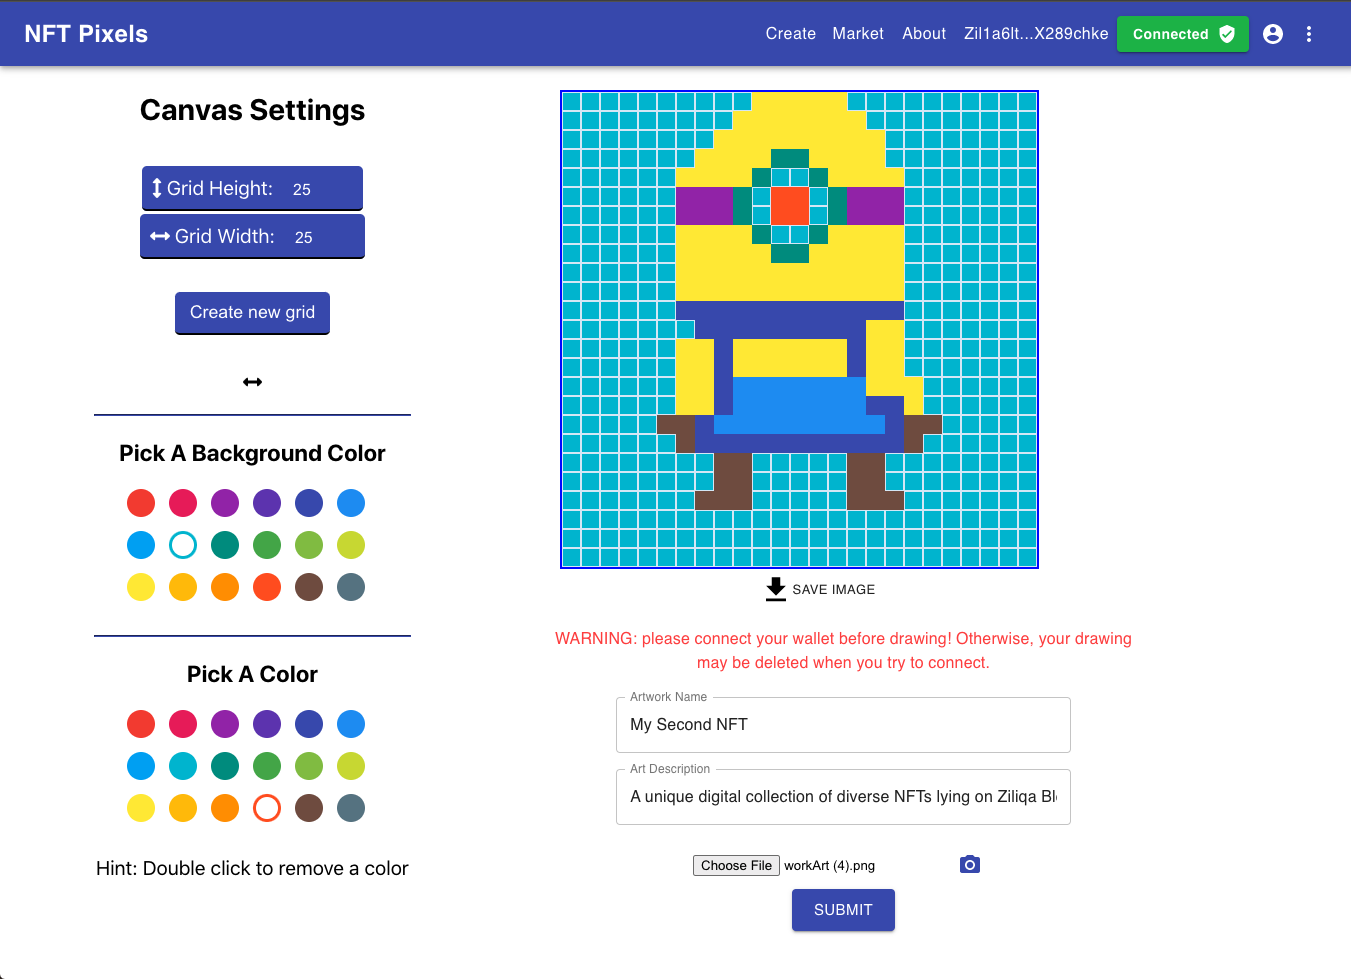 NFT Pixels
Create Market About Zil1a6lt...X289chke Connected
Canvas Settings
Grid Height: 25
Grid Width: 25
Create new grid
Pick A Background Color
Pick A Color
Hint: Double click to remove a color
SAVE IMAGE
WARNING: please connect your wallet before drawing! Otherwise, your drawing
may be deleted when you try to connect.
Artwork Name
My Second NFT
Art Description
A unique digital collection of diverse NFTs lying on Ziliqa Bl
Choose File workArt (4).png
SUBMIT